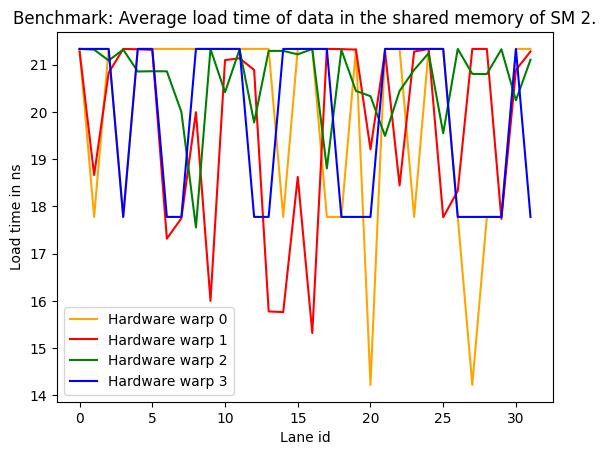 Benchmark: Average load time of data in the shared memory of SM 2.
Load time in ns
21
20
19
18
17
16
15
14
Hardware warp 0
Hardware warp 1
Hardware warp 2
Hardware warp 3
0 5 10 15 20 25 30
Lane id